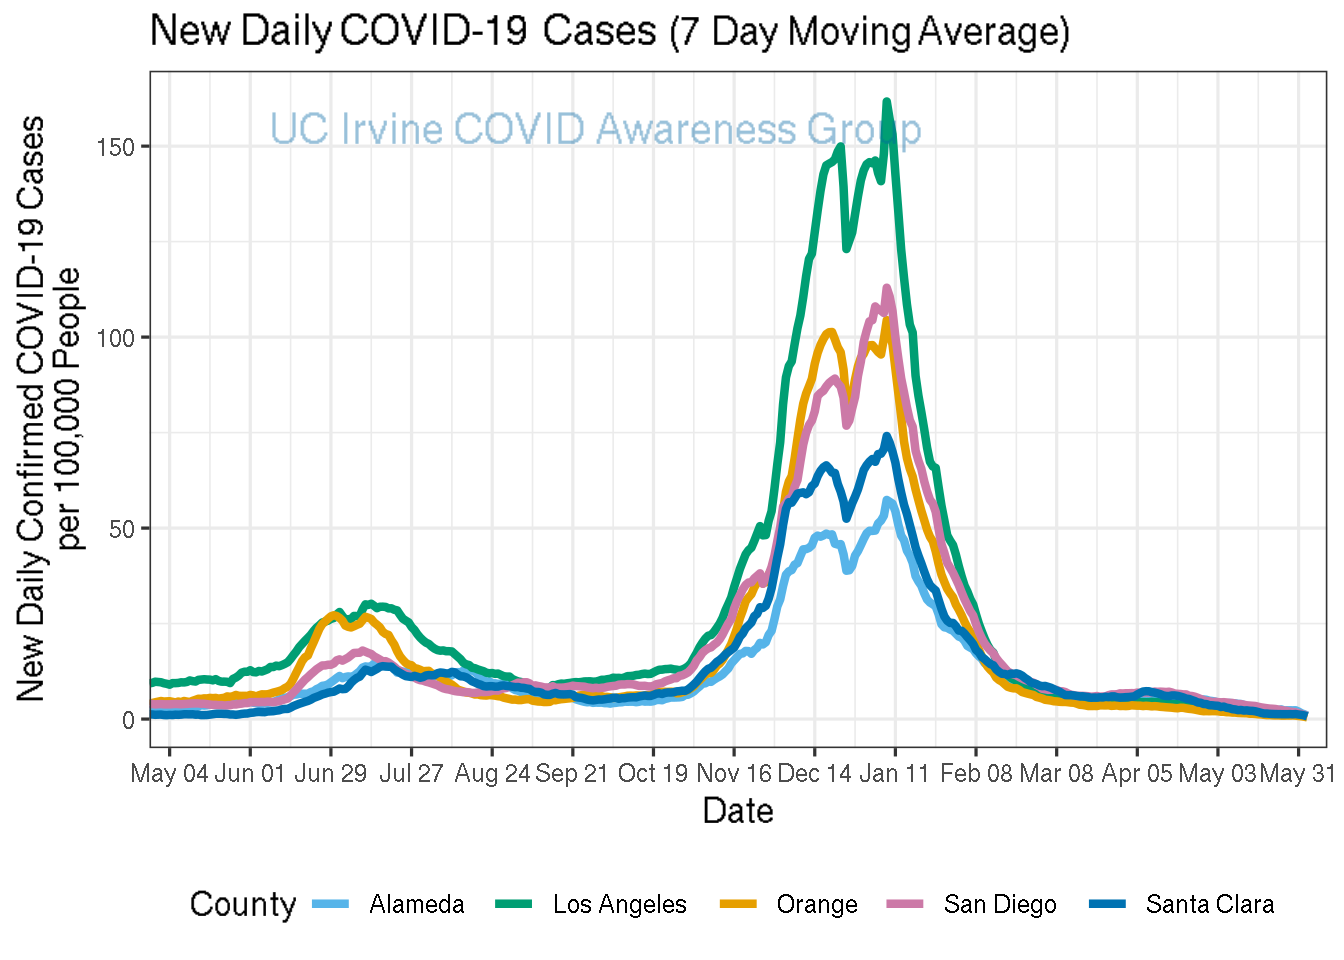 New Daily COVID-19 Cases (7 Day Moving Average)
UC Irvine COVID Awareness Group
New Daily Confirmed COVID-19 Cases
per 100,000 People
150
100
50
0
May 04 Jun 01 Jun 29 Jul 27 Aug 24 Sep 21 Oct 19 Nov 16 Dec 14 Jan 11 Feb 08 Mar 08 Apr 05 May 03 May 31
Date
County Alameda Los Angeles Orange San Diego Santa Clara